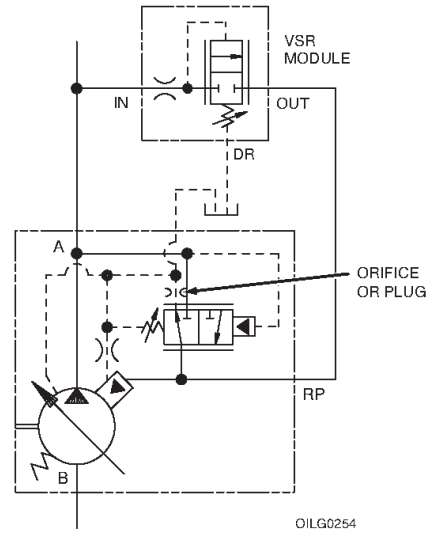 VSR
MODULE
IN
OUT
DR
A
ORIFICE
OR PLUG
RP
B
OILG0254